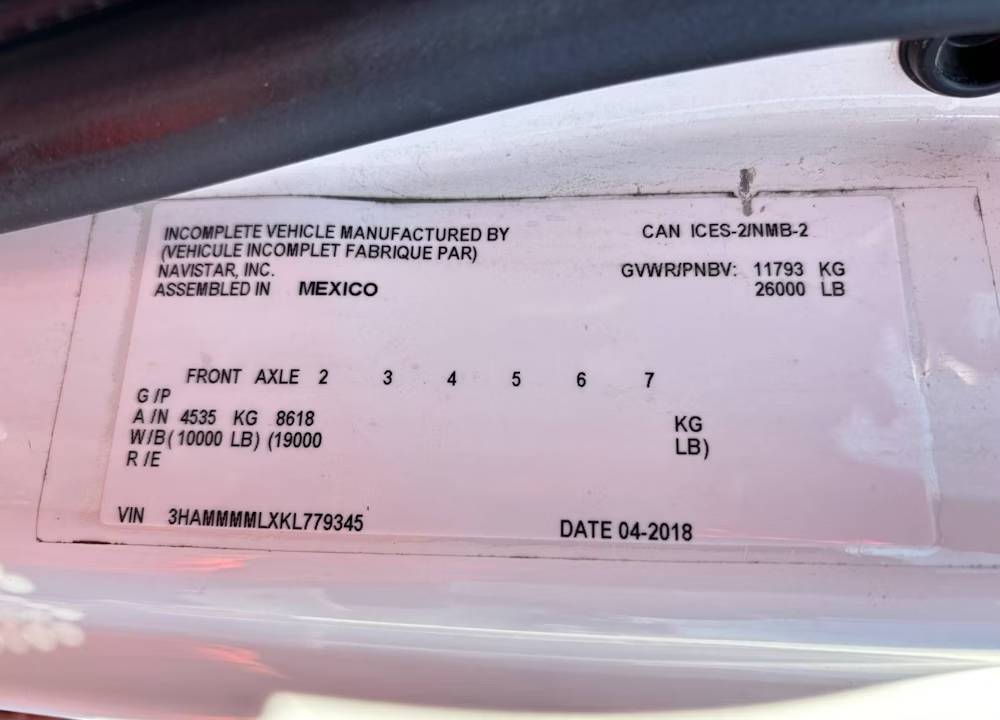 INCOMPLETE VEHICLE MANUFACTURED BY
(VEHICULE INCOMPLET FABRIQUE PAR)
NAVISTAR, INC.
ASSEMBLED IN MEXICO
CAN ICES-2/NMB-2
GVWR/PNBV: 11793 KG
26000 LB
FRONT AXLE 2 3 4 5 6 7
G/P
A/N 4535 KG 8618 KG
W/B (10000 LB) (19000 LB)
R/E
VIN 3HAMMMMLXKL779345
DATE 04-2018